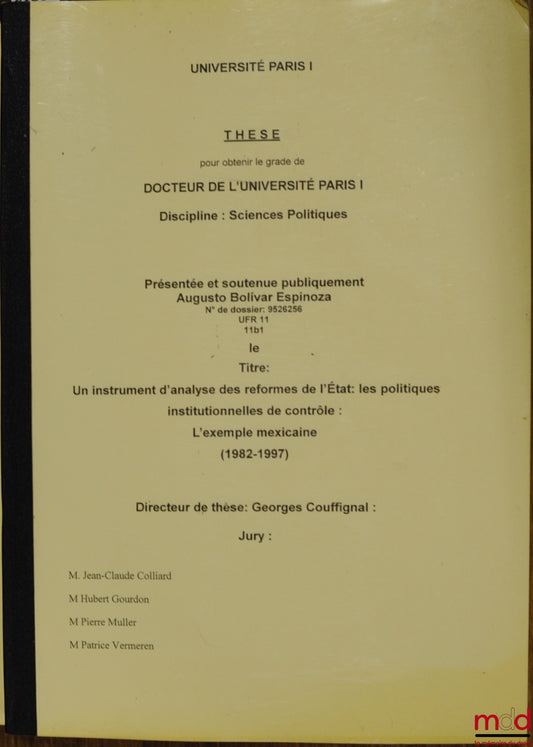 UNIVERSITÉ PARIS I
THESE
pour obtenir le grade de
DOCTEUR DE L'UNIVERSITÉ PARIS I
Discipline : Sciences Politiques
Présentée et soutenue publiquement
Augusto Bolívar Espinoza
N° de dossier: 9526256
UFR 11
11b1
le
Titre:
Un instrument d'analyse des reformes de l'État: les politiques
institutionnelles de contrôle :
L'exemple mexicaine
(1982-1997)
Directeur de thèse: Georges Couffignal :
Jury :
M. Jean-Claude Colliard
M Hubert Gourdon
M Pierre Muller
M Patrice Vermeren
mdd